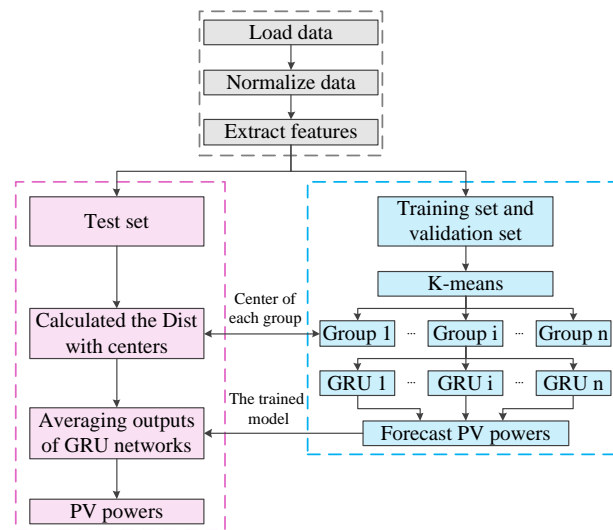 Load data
Normalize data
Extract features
Test set
Training set and
validation set
K-means
Center of
each group
Calculated the Dist
with centers
Group 1 ... Group i ... Group n
GRU 1 ... GRU i ... GRU n
The trained
model
Averaging outputs
of GRU networks
Forecast PV powers
PV powers